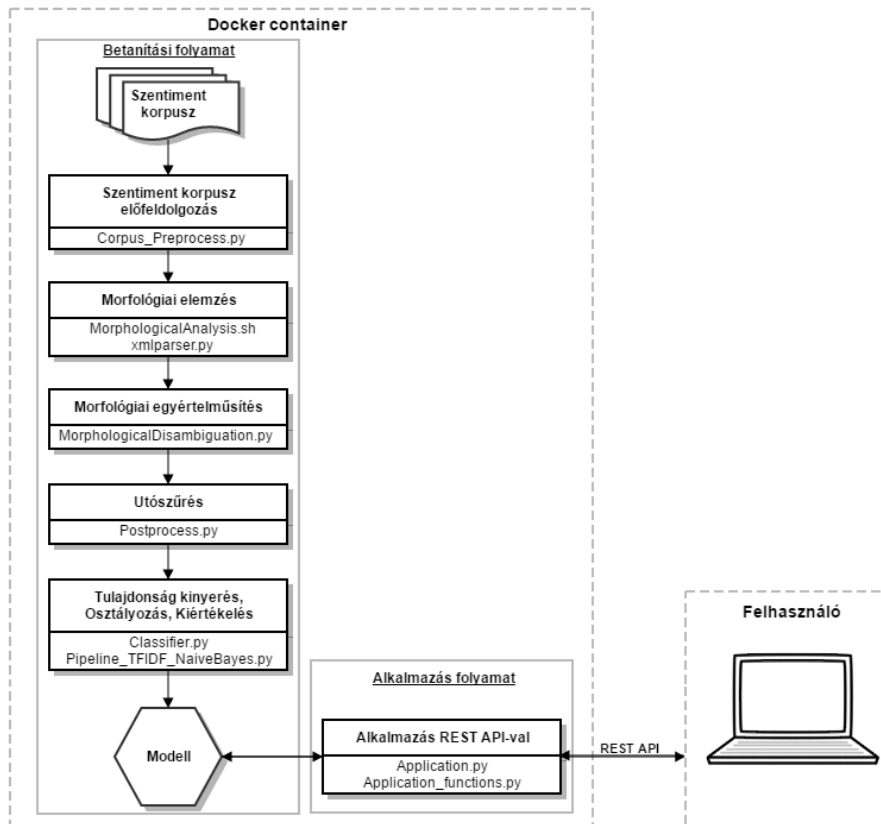 Docker container
Betanítási folyamat
Szentiment
korpusz
Szentiment korpusz
előfeldolgozás
Corpus_Preprocess.py
Morfológiai elemzés
MorphologicalAnalysis.sh
xmlparser.py
Morfológiai egyértelműsítés
MorphologicalDisambiguation.py
Utószűrés
Postprocess.py
Tulajdonság kinyerés,
Osztályozás, Kiértékelés
Classifier.py
Pipeline_TFIDF_NaiveBayes.py
Modell
Alkalmazás folyamat
Alkalmazás REST API-val
Application.py
Application_functions.py
REST API
Felhasználó